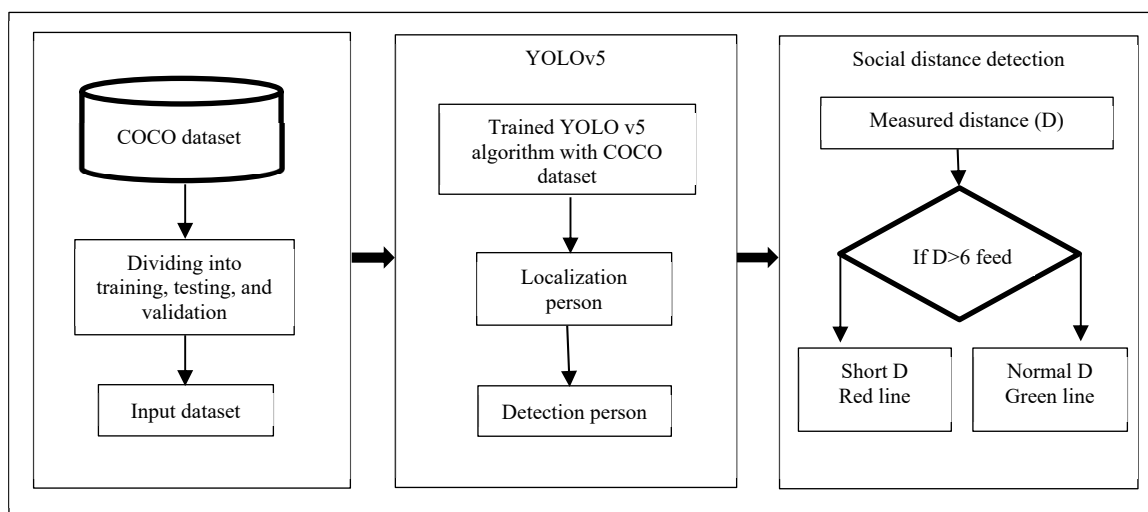 COCO dataset
Dividing into
training, testing, and
validation
Input dataset
YOLOv5
Trained YOLO v5
algorithm with COCO
dataset
Localization
person
Detection person
Social distance detection
Measured distance (D)
If D>6 feed
Short D
Red line
Normal D
Green line